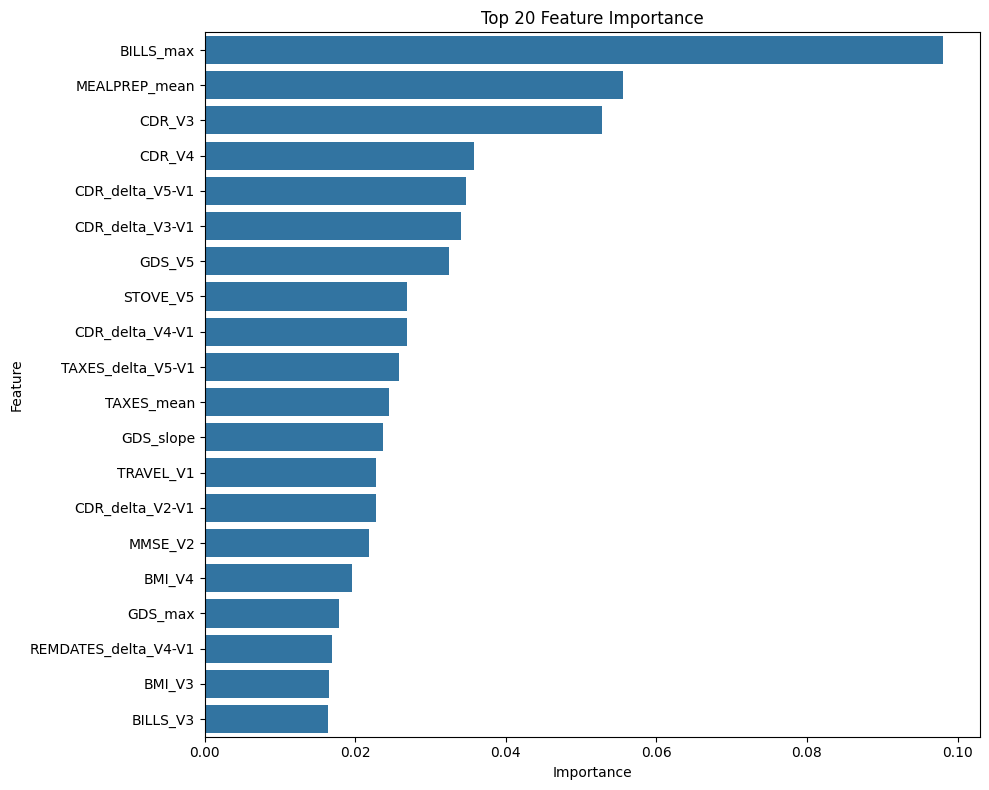 Top 20 Feature Importance
Feature
BILLS_max
MEALPREP_mean
CDR_V3
CDR_V4
CDR_delta_V5-V1
CDR_delta_V3-V1
GDS_V5
STOVE_V5
CDR_delta_V4-V1
TAXES_delta_V5-V1
TAXES_mean
GDS_slope
TRAVEL_V1
CDR_delta_V2-V1
MMSE_V2
BMI_V4
GDS_max
REMDATES_delta_V4-V1
BMI_V3
BILLS_V3
0.00 0.02 0.04 0.06 0.08 0.10
Importance